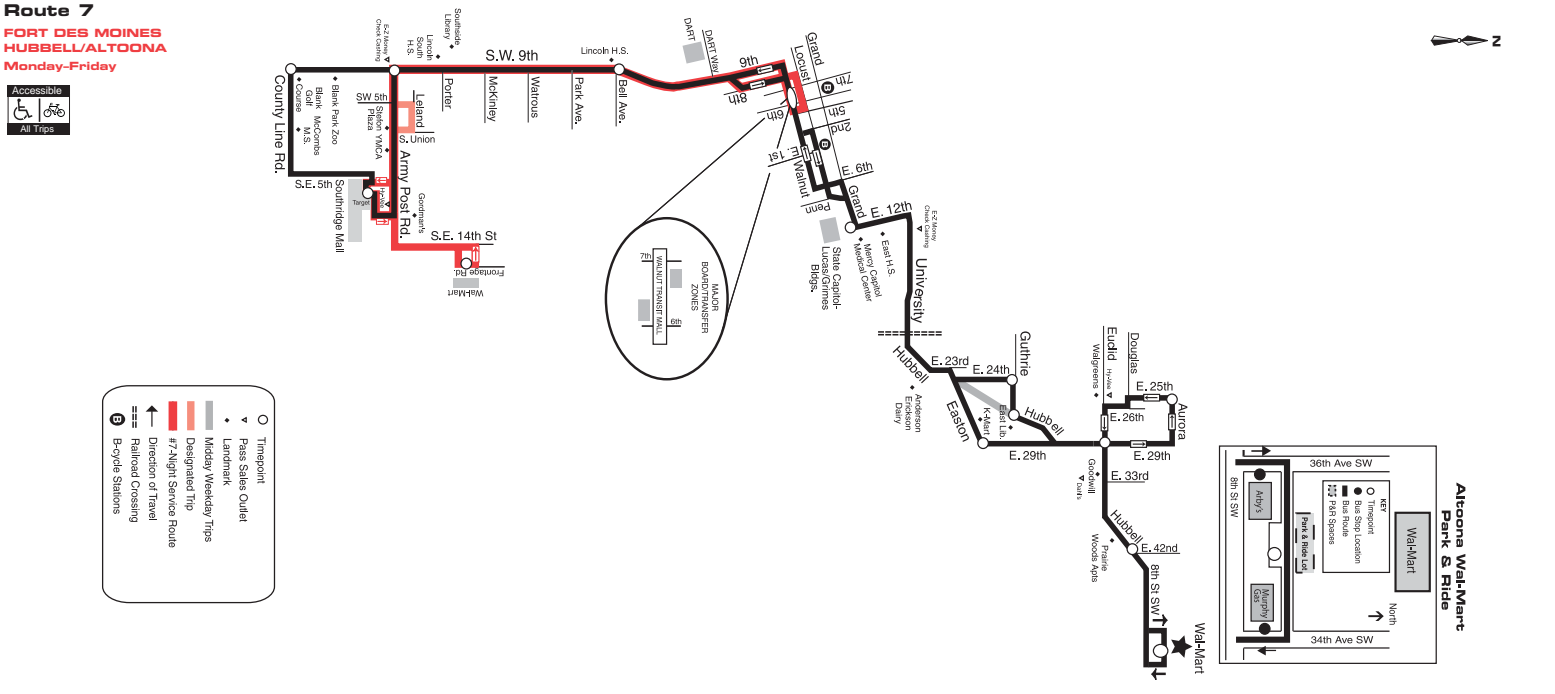 Route 7
FORT DES MOINES
HUBBELL/ALTOONA
Monday-Friday
Accessible
All Trips
Z
County Line Rd.
Golf
Course
Blank
McCombs
M.S.
Blank Park Zoo
E-Z Money
Check Cashing
SW 5th
Stefon
Plaza
YMCA
Leland
S. Union
Army Post Rd.
S.E. 5th
Southridge Mall
Target
Hy-Vee
Gordman's
S.E. 14th St
Frontage Rd.
Wal-Mart
Southside
Library
Lincoln
South
H.S.
S.W. 9th
Porter
McKinley
Watrous
Park Ave.
Bell Ave.
Lincoln H.S.
DART
DART Way
9th
8th
Grand
Locust
7th
6th
5th
2nd
B
B
E. 1st
Walnut
E. 6th
Penn
Grand
E. 12th
E-Z Money
Check Cashing
East H.S.
Mercy Capitol
Medical Center
State Capitol-
Lucas/Grimes
Bldgs.
MAJOR
BOARD/TRANSFER
ZONES
7th
WALNUT TRANSIT MALL
6th
University
Hubbell
E. 23rd
E. 24th
Guthrie
Anderson
Erickson
Dairy
Easton
K-Mart
East Lib.
Hubbell
E. 29th
Euclid
Walgreens
Hy-Vee
Douglas
E. 25th
E. 26th
Aurora
E. 29th
Goodwill
Dahl's
E. 33rd
Hubbell
Prairie
Woods Apts
E. 42nd
8th St SW
Wal-Mart
Altoona Wal-Mart
Park & Ride
36th Ave SW
8th St SW
Arby's
KEY
Timepoint
Bus Stop Location
Bus Route
P&R Spaces
Park & Ride Lot
Wal-Mart
Murphy
Gas
North
34th Ave SW
Timepoint
Pass Sales Outlet
Landmark
Midday Weekday Trips
Designated Trip
#7-Night Service Route
Direction of Travel
Railroad Crossing
B
B-cycle Stations